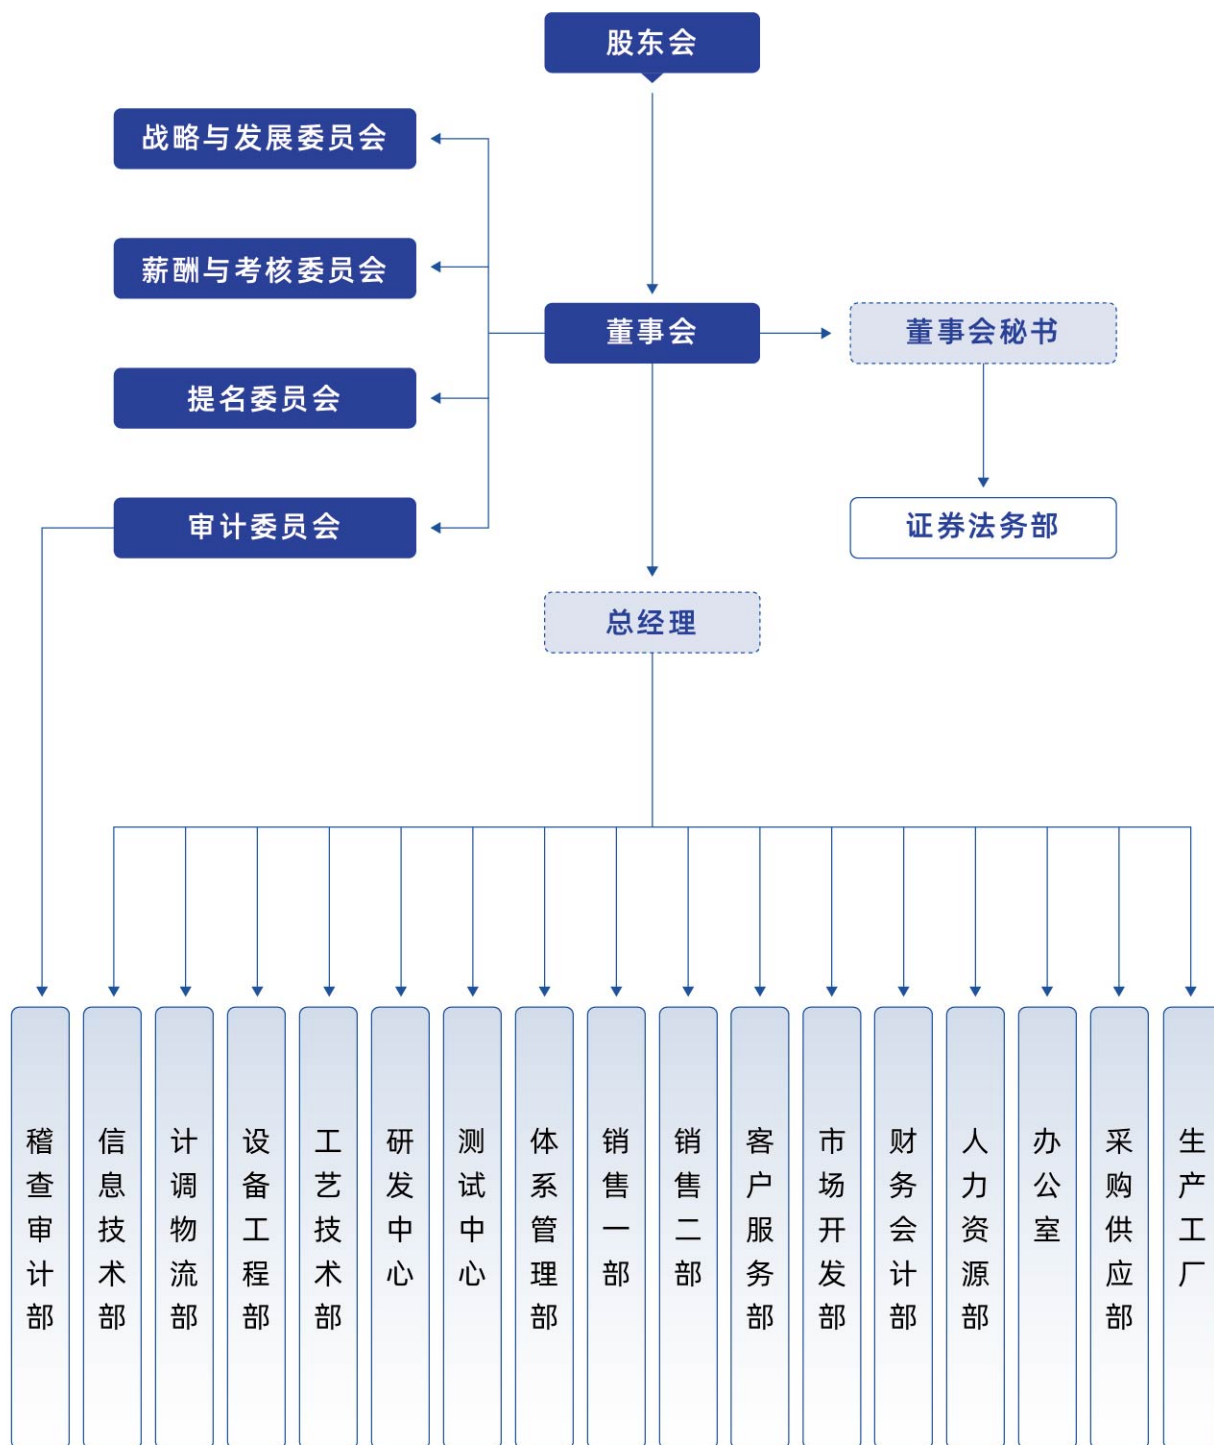 股东会
战略与发展委员会
薪酬与考核委员会
董事会
董事会秘书
提名委员会
审计委员会
证券法务部
总经理
稽查审计部
信息技术部
计调物流部
设备工程部
工艺技术部
研发中心
测试中心
体系管理部
销售一部
销售二部
客户服务部
市场开发部
财务会计部
人力资源部
办公室
采购供应部
生产工厂